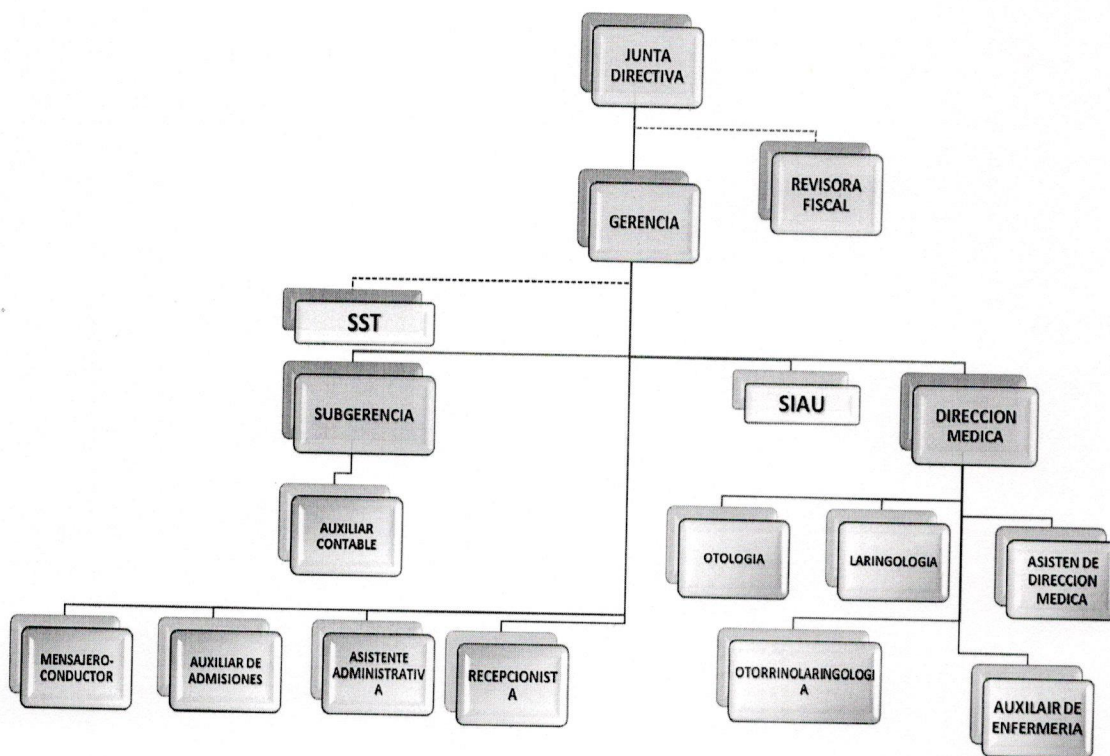 JUNTA
DIRECTIVA
REVISORA
FISCAL
GERENCIA
SST
SUBGERENCIA
SIAU
DIRECCION
MEDICA
AUXILIAR
CONTABLE
OTOLOGIA
LARINGOLOGIA
ASISTEN DE
DIRECCION
MEDICA
MENSAJERO-
CONDUCTOR
AUXILIAR DE
ADMISIONES
ASISTENTE
ADMINISTRATIV
A
RECEPCIONIST
A
OTORRINOLARINGOLOGI
A
AUXILAIR DE
ENFERMERIA